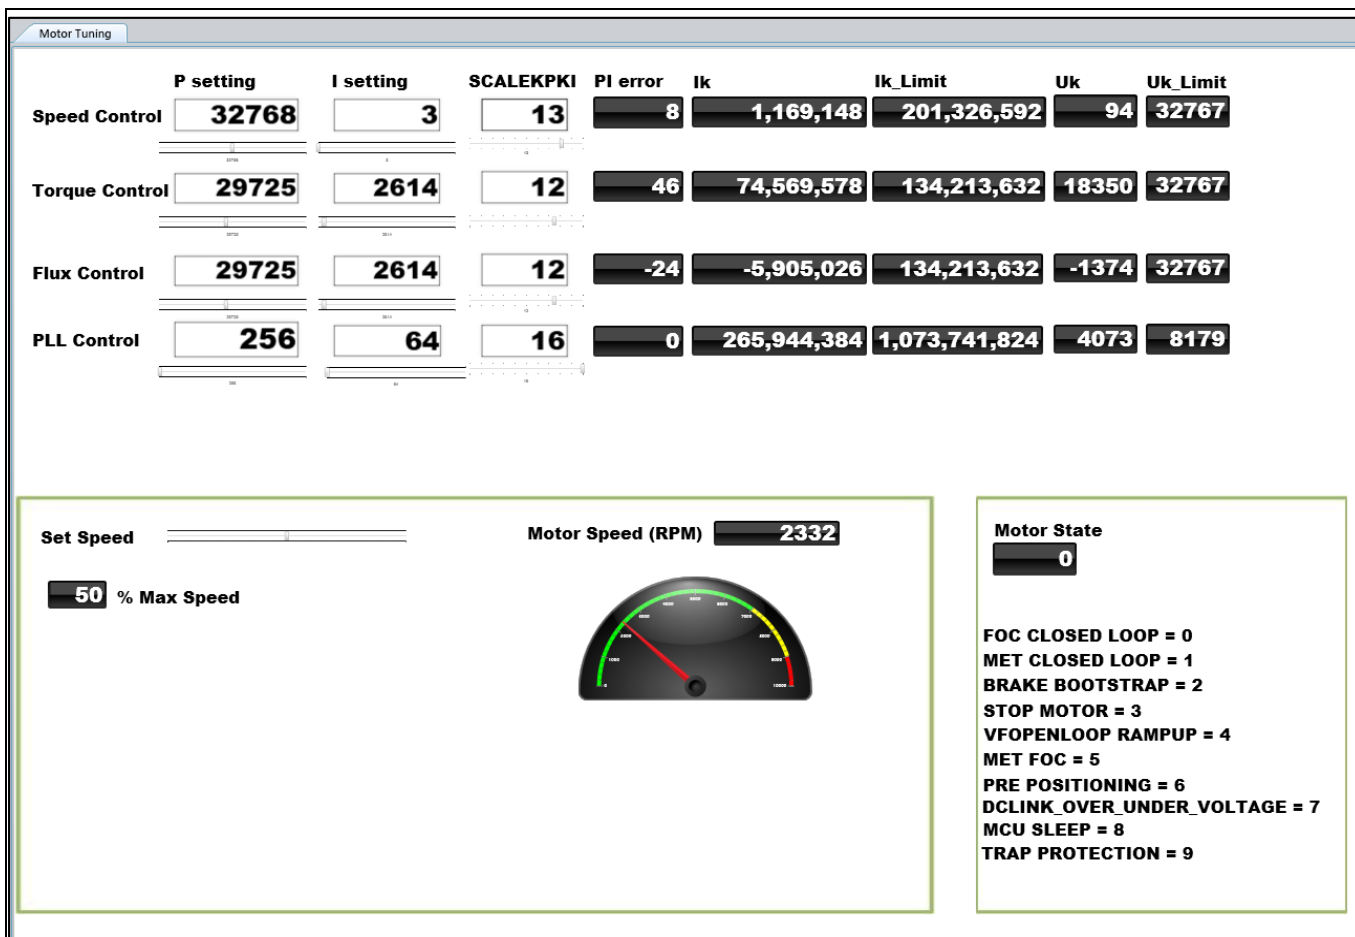 Motor Tuning
P setting I setting SCALEKPKI PI error Ik Ik_Limit Uk Uk_Limit
Speed Control 32768 3 13 8 1,169,148 201,326,592 94 32767
Torque Control 29725 2614 12 46 74,569,578 134,213,632 18350 32767
Flux Control 29725 2614 12 -24 -5,905,026 134,213,632 -1374 32767
PLL Control 256 64 16 0 265,944,384 1,073,741,824 4073 8179
Set Speed
50 % Max Speed
Motor Speed (RPM) 2332
Motor State
0
FOC CLOSED LOOP = 0
MET CLOSED LOOP = 1
BRAKE BOOTSTRAP = 2
STOP MOTOR = 3
VFOPENLOOP RAMPUP = 4
MET FOC = 5
PRE POSITIONING = 6
DCLINK_OVER_UNDER_VOLTAGE = 7
MCU SLEEP = 8
TRAP PROTECTION = 9